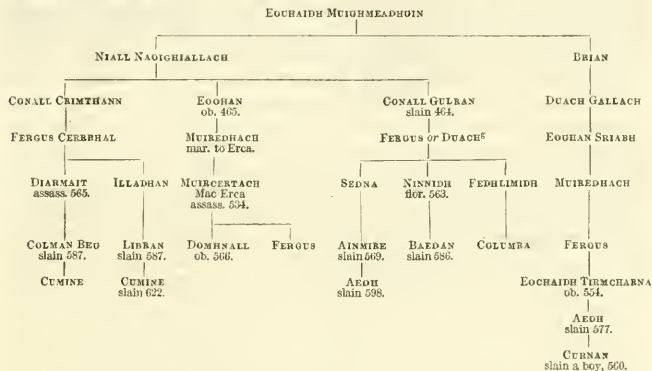 EOCHAIDH MUIGHMEADHUIN
NIALL NAOIGHIALLACH BRIAN
CONALL CRIMTHANN EOGHAN CONALL GULBAN DUACH GALLACH
ob. 465. slain 464.
FERGUS CERRBHAL MUIREDHACH FERGUS or DUACHᵍ EOGHAN SRIABH
mar. to Erca.
DIARMAIT ILLADHAN MUIRCERTACH SEDNA NINNIDH FEDHLIMIDH MUIREDHACH
assass. 565. Mac Erca flor. 563.
assass. 534.
COLMAN BEG LIBRAN DOMHNALL FERGUS AINMIRE BAEDAN COLUMBA FERGUS
slain 587. slain 587. ob. 566. slain 569. slain 586.
CUMINE CUMINE AEDH EOCHAIDH TIRMCHARNA
slain 622. slain 598. ob. 554.
AEDH
slain 577.
CURNAN
slain a boy, 560.